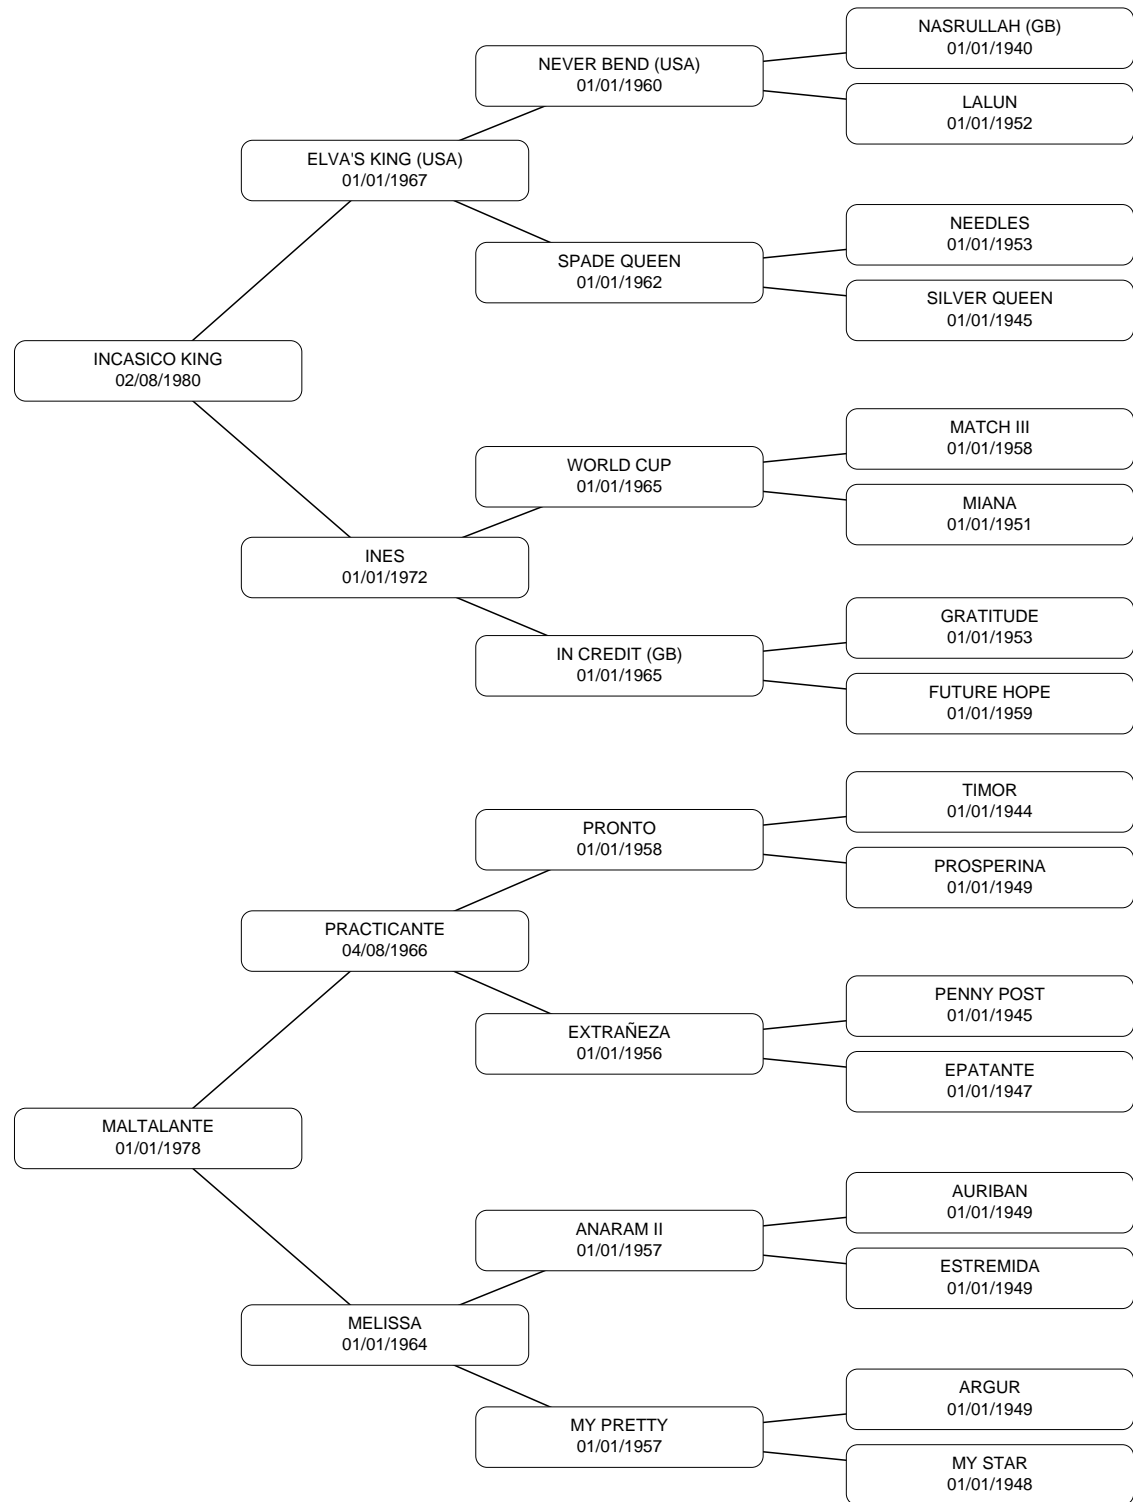 NASRULLAH (GB)
01/01/1940
NEVER BEND (USA)
01/01/1960
LALUN
01/01/1952
ELVA'S KING (USA)
01/01/1967
NEEDLES
01/01/1953
SPADE QUEEN
01/01/1962
SILVER QUEEN
01/01/1945
INCASICO KING
02/08/1980
MATCH III
01/01/1958
WORLD CUP
01/01/1965
MIANA
01/01/1951
INES
01/01/1972
GRATITUDE
01/01/1953
IN CREDIT (GB)
01/01/1965
FUTURE HOPE
01/01/1959
TIMOR
01/01/1944
PRONTO
01/01/1958
PROSPERINA
01/01/1949
PRACTICANTE
04/08/1966
PENNY POST
01/01/1945
EXTRAÑEZA
01/01/1956
EPATANTE
01/01/1947
MALTALANTE
01/01/1978
AURIBAN
01/01/1949
ANARAM II
01/01/1957
ESTREMIDA
01/01/1949
MELISSA
01/01/1964
ARGUR
01/01/1949
MY PRETTY
01/01/1957
MY STAR
01/01/1948